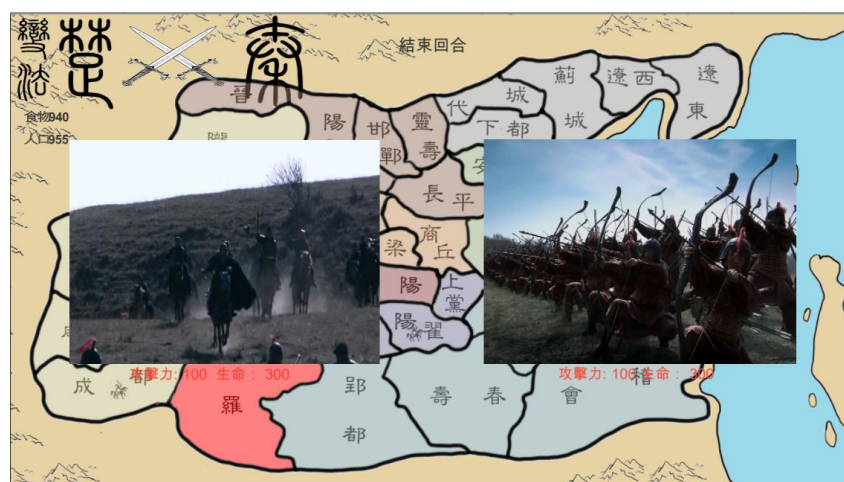 變法
楚
秦
結束回合
食物940
人口955
晉
陽
邯鄲
靈壽
代
城
下都
薊城
遼西
遼東
安
長平
商丘
梁
陽
上黨
陽翟
成都
羅
郢都
壽春
會稽
攻擊力: 100 生命: 300
攻擊力: 100 生命: 300